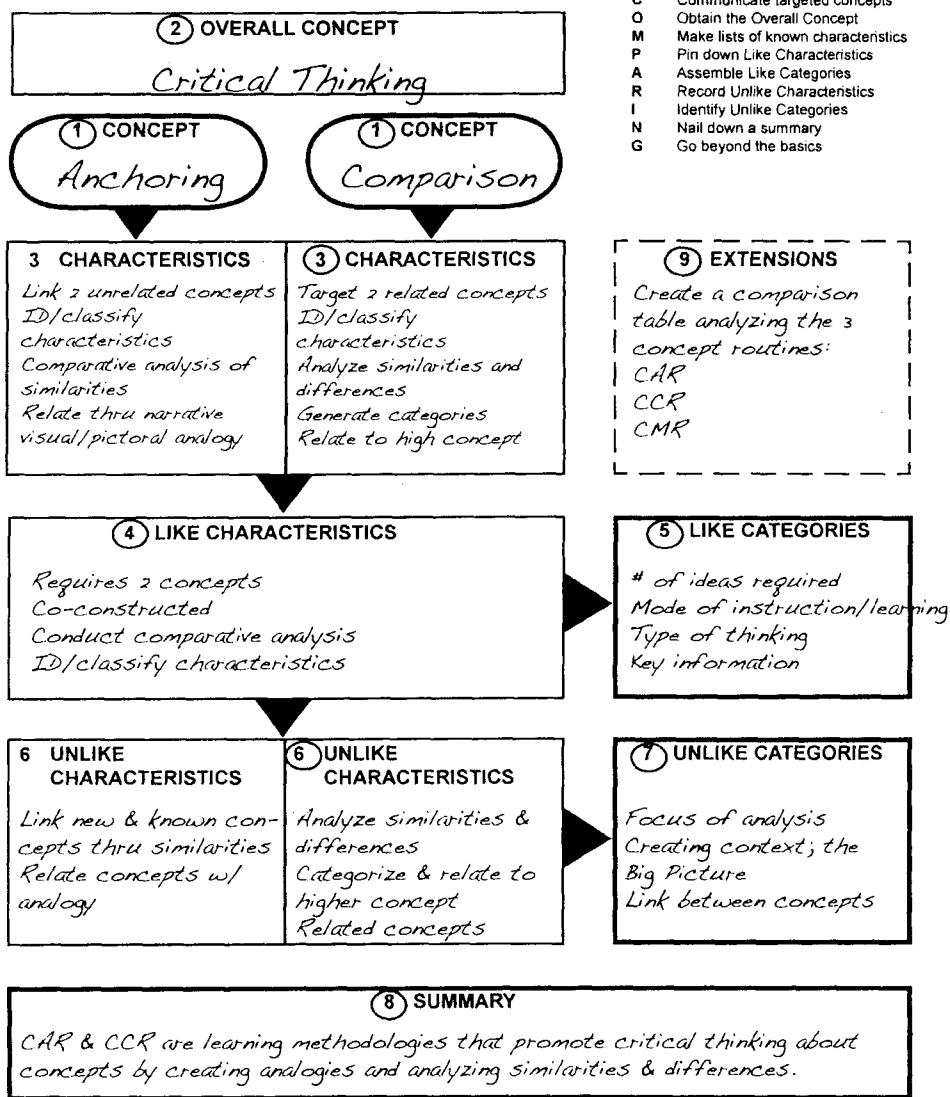 C Communicate targeted concepts
O Obtain the Overall Concept
M Make lists of known characteristics
P Pin down Like Characteristics
A Assemble Like Categories
R Record Unlike Characteristics
I Identify Unlike Categories
N Nail down a summary
G Go beyond the basics
2 OVERALL CONCEPT
Critical Thinking
1 CONCEPT
Anchoring
1 CONCEPT
Comparison
3 CHARACTERISTICS
Link 2 unrelated concepts
ID/classify
characteristics
Comparative analysis of
similarities
Relate thru narrative
visual/pictoral analogy
3 CHARACTERISTICS
Target 2 related concepts
ID/classify
characteristics
Analyze similarities and
differences
Generate categories
Relate to high concept
9 EXTENSIONS
Create a comparison
table analyzing the 3
concept routines:
CAR
CCR
CMR
4 LIKE CHARACTERISTICS
Requires 2 concepts
Co-constructed
Conduct comparative analysis
ID/classify characteristics
5 LIKE CATEGORIES
# of ideas required
Mode of instruction/learning
Type of thinking
Key information
6 UNLIKE
CHARACTERISTICS
Link new & known con-
cepts thru similarities
Relate concepts w/
analogy
6 UNLIKE
CHARACTERISTICS
Analyze similarities &
differences
Categorize & relate to
higher concept
Related concepts
7 UNLIKE CATEGORIES
Focus of analysis
Creating context; the
Big Picture
Link between concepts
8 SUMMARY
CAR & CCR are learning methodologies that promote critical thinking about
concepts by creating analogies and analyzing similarities & differences.